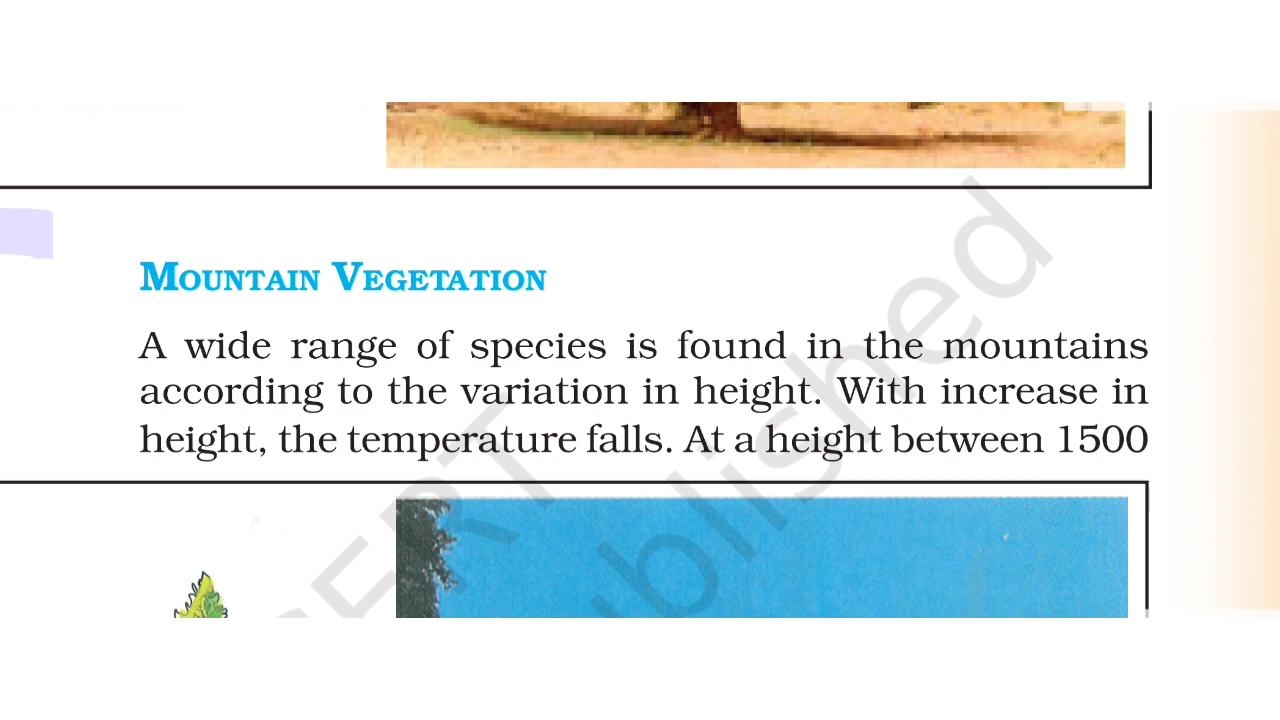 MOUNTAIN VEGETATION
A wide range of species is found in the mountains
according to the variation in height. With increase in
height, the temperature falls. At a height between 1500